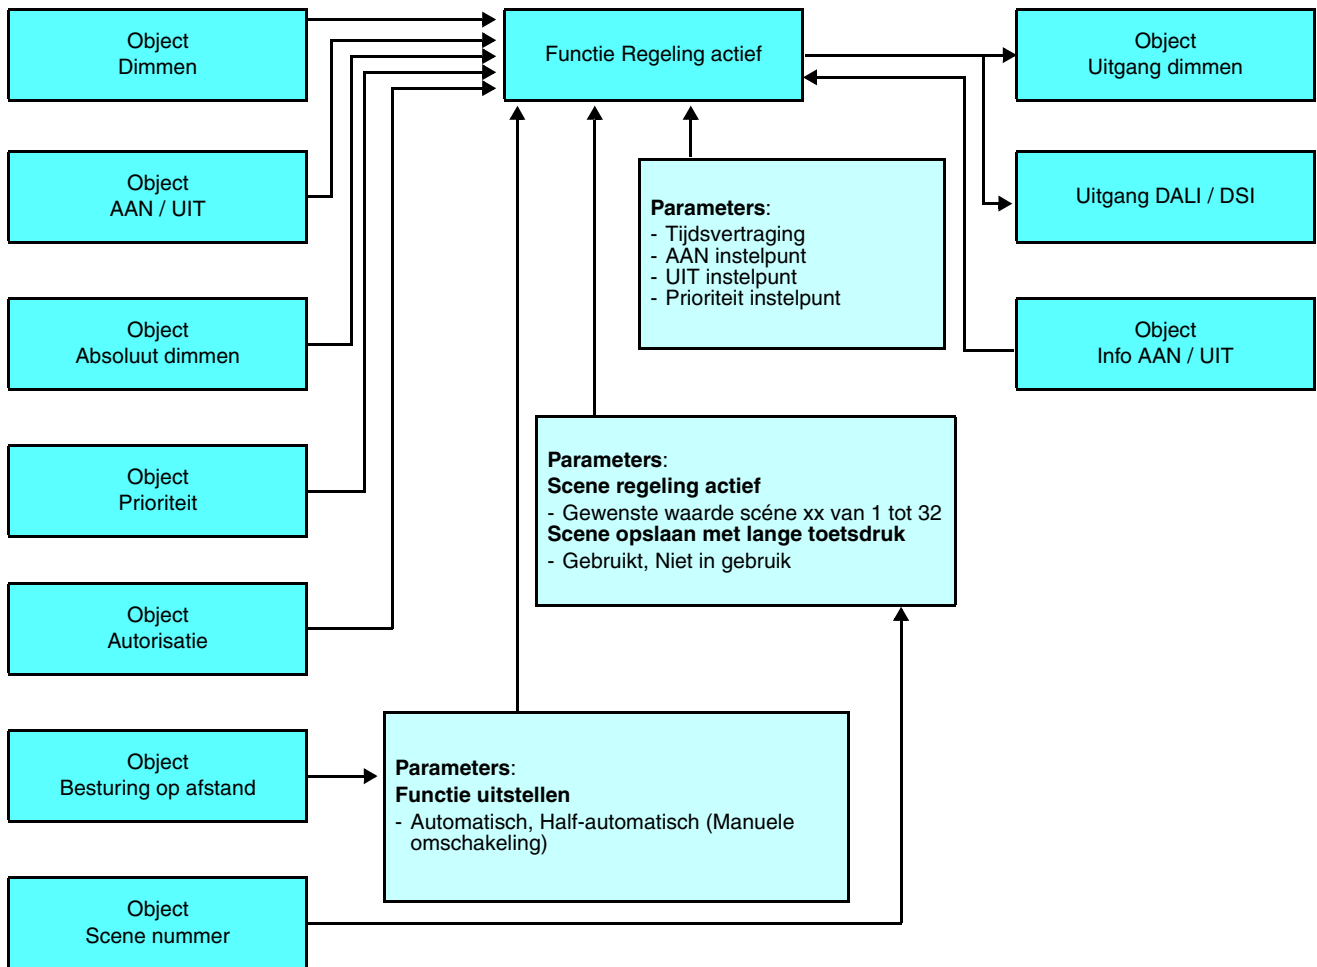 Object
Dimmen
Functie Regeling actief
Object
Uitgang dimmen
Object
AAN / UIT
Uitgang DALI / DSI
Parameters:
- Tijdsvertraging
- AAN instelpunt
- UIT instelpunt
- Prioriteit instelpunt
Object
Absoluut dimmen
Object
Info AAN / UIT
Object
Prioriteit
Parameters:
Scene regeling actief
- Gewenste waarde scéne xx van 1 tot 32
Scene opslaan met lange toetsdruk
- Gebruikt, Niet in gebruik
Object
Autorisatie
Object
Besturing op afstand
Parameters:
Functie uitstellen
- Automatisch, Half-automatisch (Manuele
omschakeling)
Object
Scene nummer